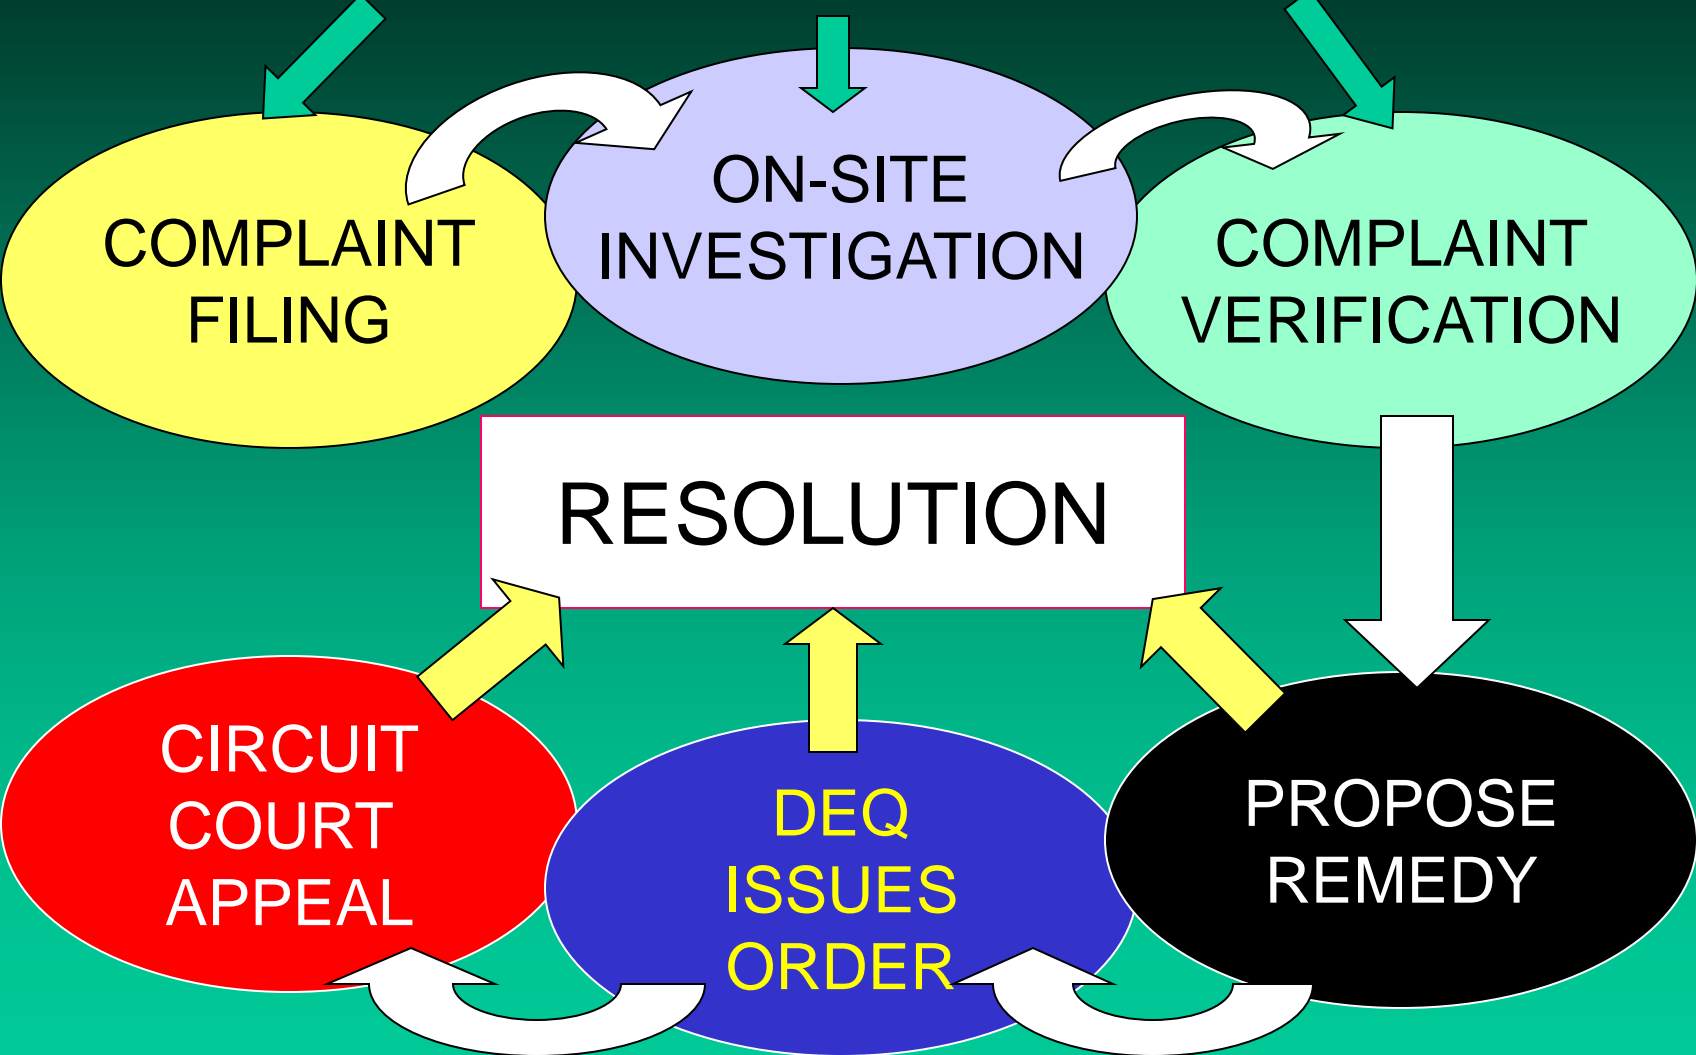 COMPLAINT
FILING
ON-SITE
INVESTIGATION
COMPLAINT
VERIFICATION
RESOLUTION
CIRCUIT
COURT
APPEAL
DEQ
ISSUES
ORDER
PROPOSE
REMEDY